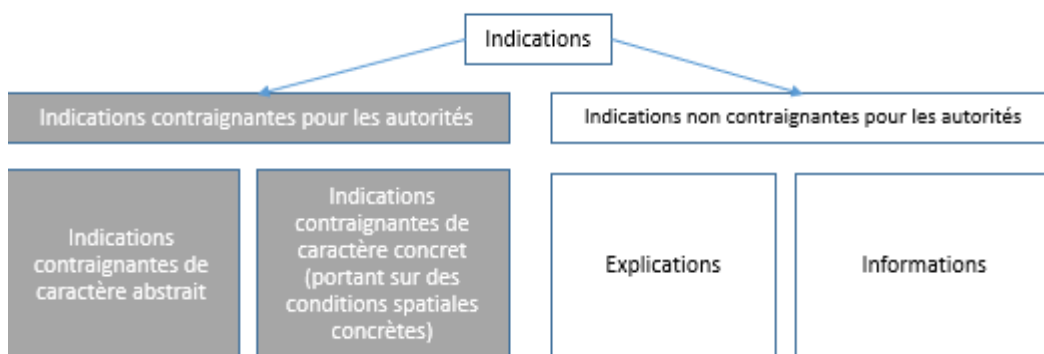 Indications
Indications contraignantes pour les autorités
Indications non contraignantes pour les autorités
Indications
contraignantes de
caractère abstrait
Indications
contraignantes de
caractère concret
(portant sur des
conditions spatiales
concrètes)
Explications
Informations